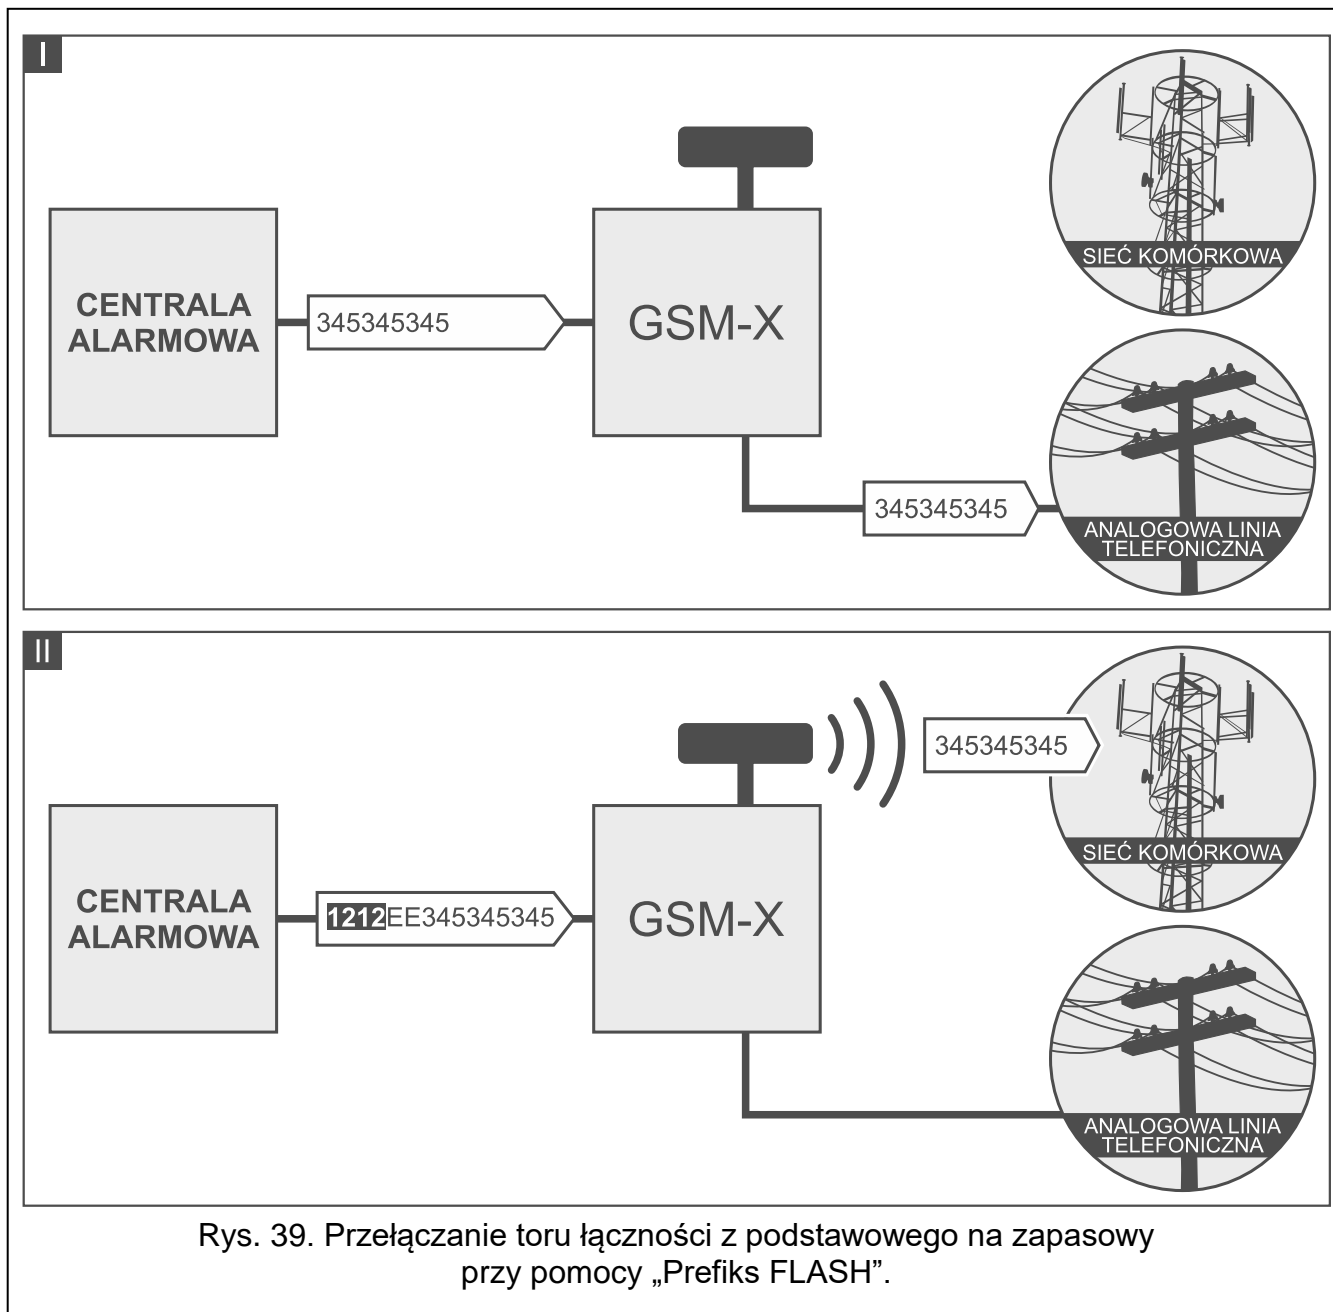 I
SIEĆ KOMÓRKOWA
CENTRALA
ALARMOWA
345345345
GSM-X
345345345
ANALOGOWA LINIA
TELEFONICZNA
II
345345345
SIEĆ KOMÓRKOWA
CENTRALA
ALARMOWA
1212EE345345345
GSM-X
ANALOGOWA LINIA
TELEFONICZNA
Rys. 39. Przełączanie toru łączności z podstawowego na zapasowy
przy pomocy „Prefiks FLASH”.